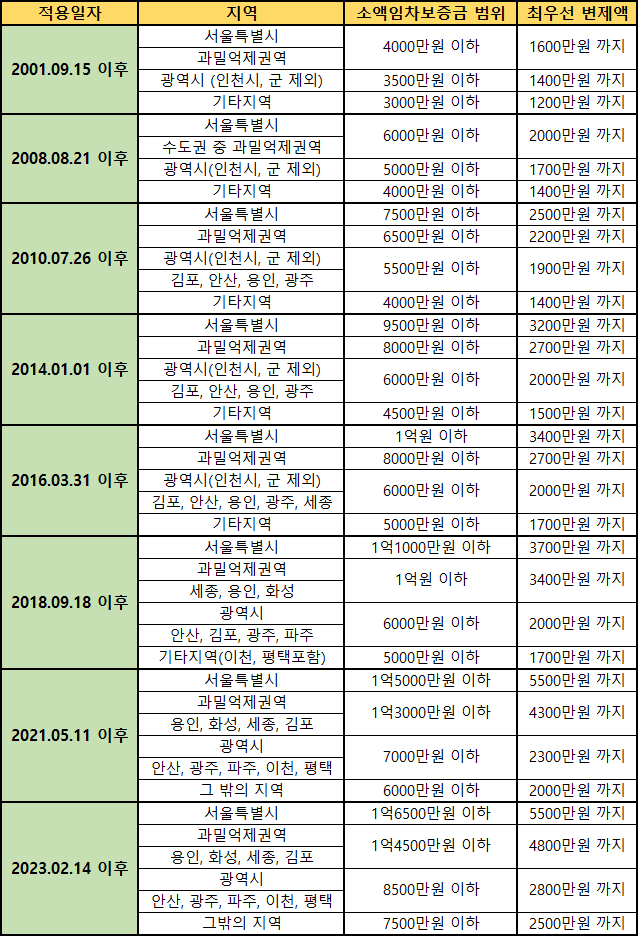 적용일자 지역 소액임차보증금 범위 최우선 변제액
2001.09.15 이후 서울특별시 4000만원 이하 1600만원 까지
과밀억제권역
광역시 (인천시, 군 제외) 3500만원 이하 1400만원 까지
기타지역 3000만원 이하 1200만원 까지
2008.08.21 이후 서울특별시 6000만원 이하 2000만원 까지
수도권 중 과밀억제권역
광역시(인천시, 군 제외) 5000만원 이하 1700만원 까지
기타지역 4000만원 이하 1400만원 까지
2010.07.26 이후 서울특별시 7500만원 이하 2500만원 까지
과밀억제권역 6500만원 이하 2200만원 까지
광역시(인천시, 군 제외) 5500만원 이하 1900만원 까지
김포, 안산, 용인, 광주
기타지역 4000만원 이하 1400만원 까지
2014.01.01 이후 서울특별시 9500만원 이하 3200만원 까지
과밀억제권역 8000만원 이하 2700만원 까지
광역시(인천시, 군 제외) 6000만원 이하 2000만원 까지
김포, 안산, 용인, 광주
기타지역 4500만원 이하 1500만원 까지
2016.03.31 이후 서울특별시 1억원 이하 3400만원 까지
과밀억제권역 8000만원 이하 2700만원 까지
광역시(인천시, 군 제외) 6000만원 이하 2000만원 까지
김포, 안산, 용인, 광주, 세종
기타지역 5000만원 이하 1700만원 까지
2018.09.18 이후 서울특별시 1억1000만원 이하 3700만원 까지
과밀억제권역 1억원 이하 3400만원 까지
세종, 용인, 화성
광역시 6000만원 이하 2000만원 까지
안산, 김포, 광주, 파주
기타지역(이천, 평택포함) 5000만원 이하 1700만원 까지
2021.05.11 이후 서울특별시 1억5000만원 이하 5500만원 까지
과밀억제권역 1억3000만원 이하 4300만원 까지
용인, 화성, 세종, 김포
광역시 7000만원 이하 2300만원 까지
안산, 광주, 파주, 이천, 평택
그 밖의 지역 6000만원 이하 2000만원 까지
2023.02.14 이후 서울특별시 1억6500만원 이하 5500만원 까지
과밀억제권역 1억4500만원 이하 4800만원 까지
용인, 화성, 세종, 김포
광역시 8500만원 이하 2800만원 까지
안산, 광주, 파주, 이천, 평택
그밖의 지역 7500만원 이하 2500만원 까지